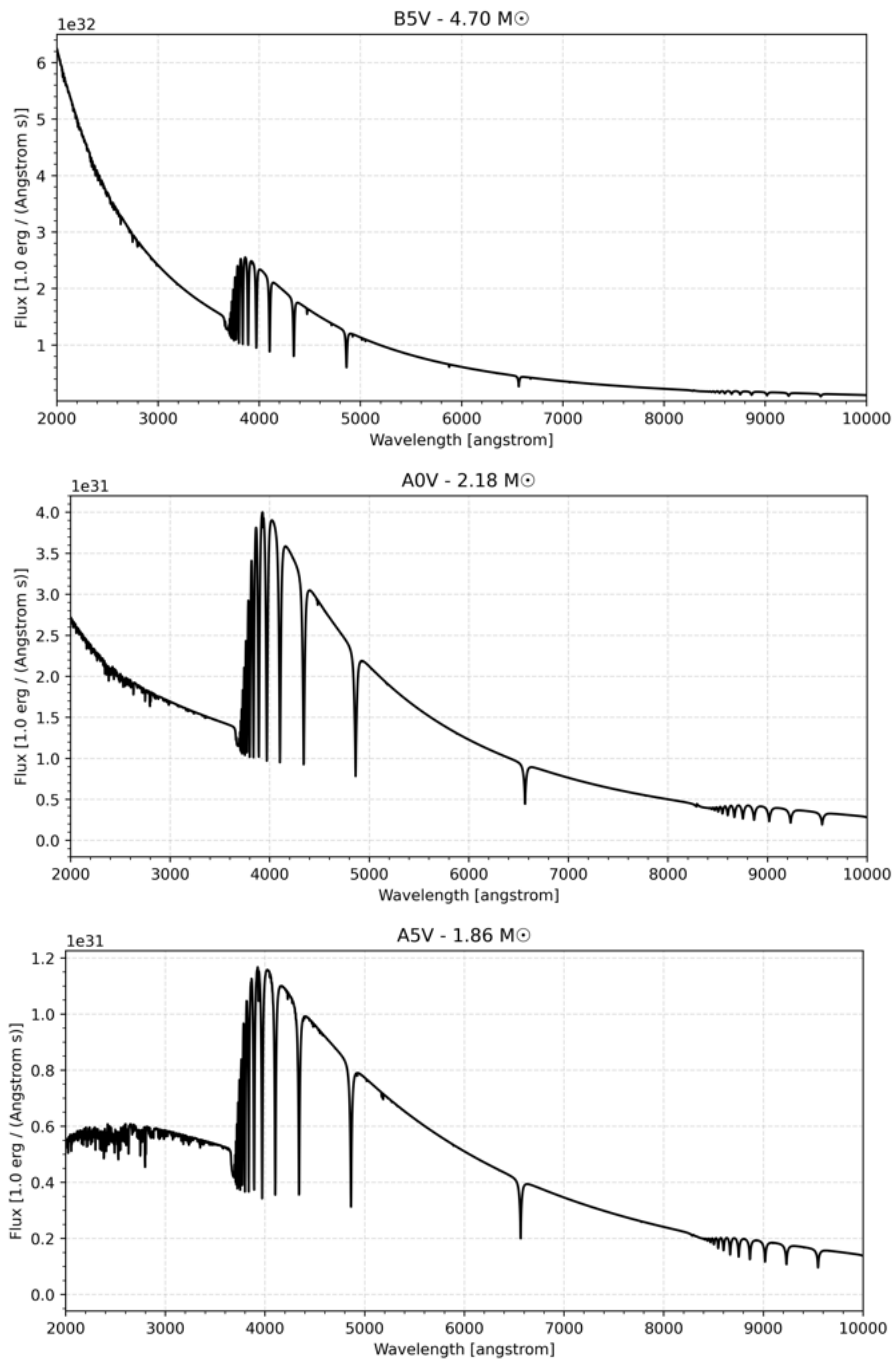 B5V - 4.70 M☉
1e32
6
5
4
3
2
1
Flux [1.0 erg / (Angstrom s)]
2000 3000 4000 5000 6000 7000 8000 9000 10000
Wavelength [angstrom]
A0V - 2.18 M☉
1e31
4.0
3.5
3.0
2.5
2.0
1.5
1.0
0.5
0.0
Flux [1.0 erg / (Angstrom s)]
2000 3000 4000 5000 6000 7000 8000 9000 10000
Wavelength [angstrom]
A5V - 1.86 M☉
1e31
1.2
1.0
0.8
0.6
0.4
0.2
0.0
Flux [1.0 erg / (Angstrom s)]
2000 3000 4000 5000 6000 7000 8000 9000 10000
Wavelength [angstrom]